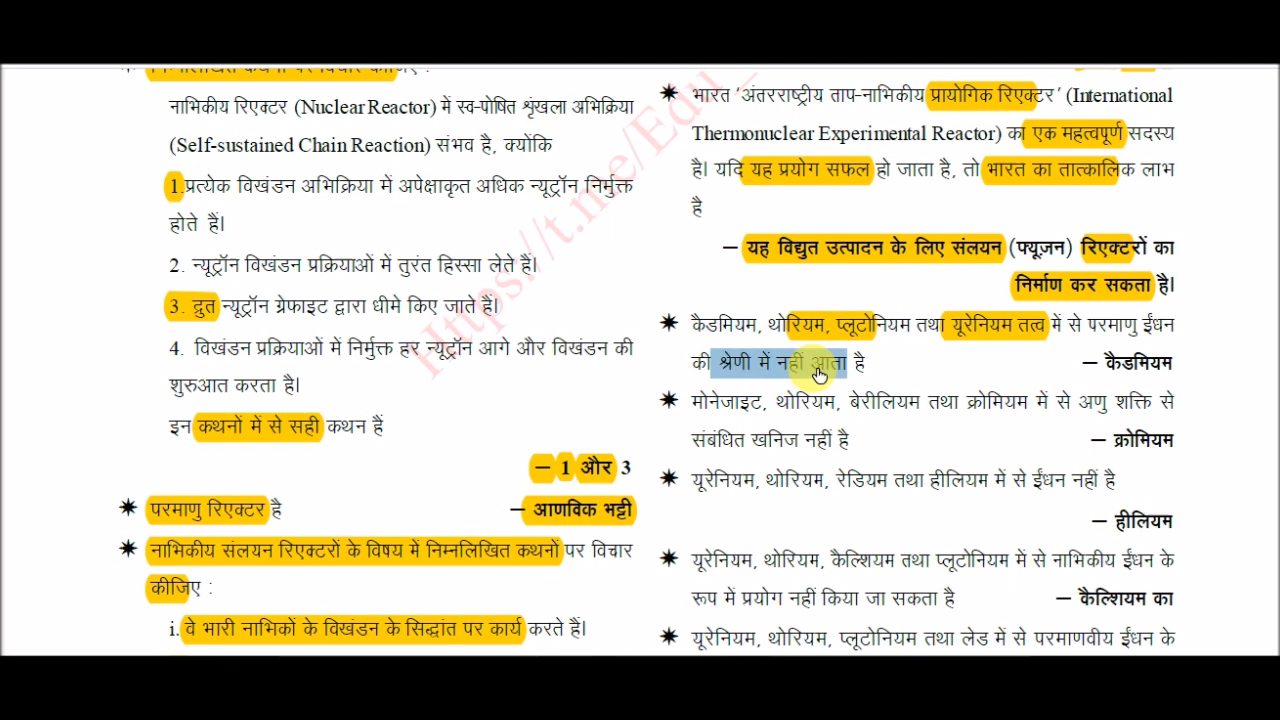 निम्नलिखित कथनों पर विचार कीजिए :
नाभिकीय रिएक्टर (Nuclear Reactor) में स्व-पोषित शृंखला अभिक्रिया
(Self-sustained Chain Reaction) संभव है, क्योंकि
1.प्रत्येक विखंडन अभिक्रिया में अपेक्षाकृत अधिक न्यूट्रॉन निर्मुक्त
होते हैं।
2. न्यूट्रॉन विखंडन प्रक्रियाओं में तुरंत हिस्सा लेते हैं।
3. द्रुत न्यूट्रॉन ग्रेफाइट द्वारा धीमे किए जाते हैं।
4. विखंडन प्रक्रियाओं में निर्मुक्त हर न्यूट्रॉन आगे और विखंडन की
शुरुआत करता है।
इन कथनों में से सही कथन हैं
– 1 और 3
✷ परमाणु रिएक्टर है – आणविक भट्टी
✷ नाभिकीय संलयन रिएक्टरों के विषय में निम्नलिखित कथनों पर विचार
कीजिए :
i. वे भारी नाभिकों के विखंडन के सिद्धांत पर कार्य करते हैं।
✷ भारत ‘अंतरराष्ट्रीय ताप-नाभिकीय प्रायोगिक रिएक्टर’ (International
Thermonuclear Experimental Reactor) का एक महत्वपूर्ण सदस्य
है। यदि यह प्रयोग सफल हो जाता है, तो भारत का तात्कालिक लाभ
है
– यह विद्युत उत्पादन के लिए संलयन (फ्यूज़न) रिएक्टरों का
निर्माण कर सकता है।
✷ कैडमियम, थोरियम, प्लूटोनियम तथा यूरेनियम तत्व में से परमाणु ईंधन
की श्रेणी में नहीं आता है – कैडमियम
✷ मोनेजाइट, थोरियम, बेरीलियम तथा क्रोमियम में से अणु शक्ति से
संबंधित खनिज नहीं है – क्रोमियम
✷ यूरेनियम, थोरियम, रेडियम तथा हीलियम में से ईंधन नहीं है
– हीलियम
✷ यूरेनियम, थोरियम, कैल्शियम तथा प्लूटोनियम में से नाभिकीय ईंधन के
रूप में प्रयोग नहीं किया जा सकता है – कैल्शियम का
✷ यूरेनियम, थोरियम, प्लूटोनियम तथा लेड में से परमाणवीय ईंधन के
Https://t.me/Edu_